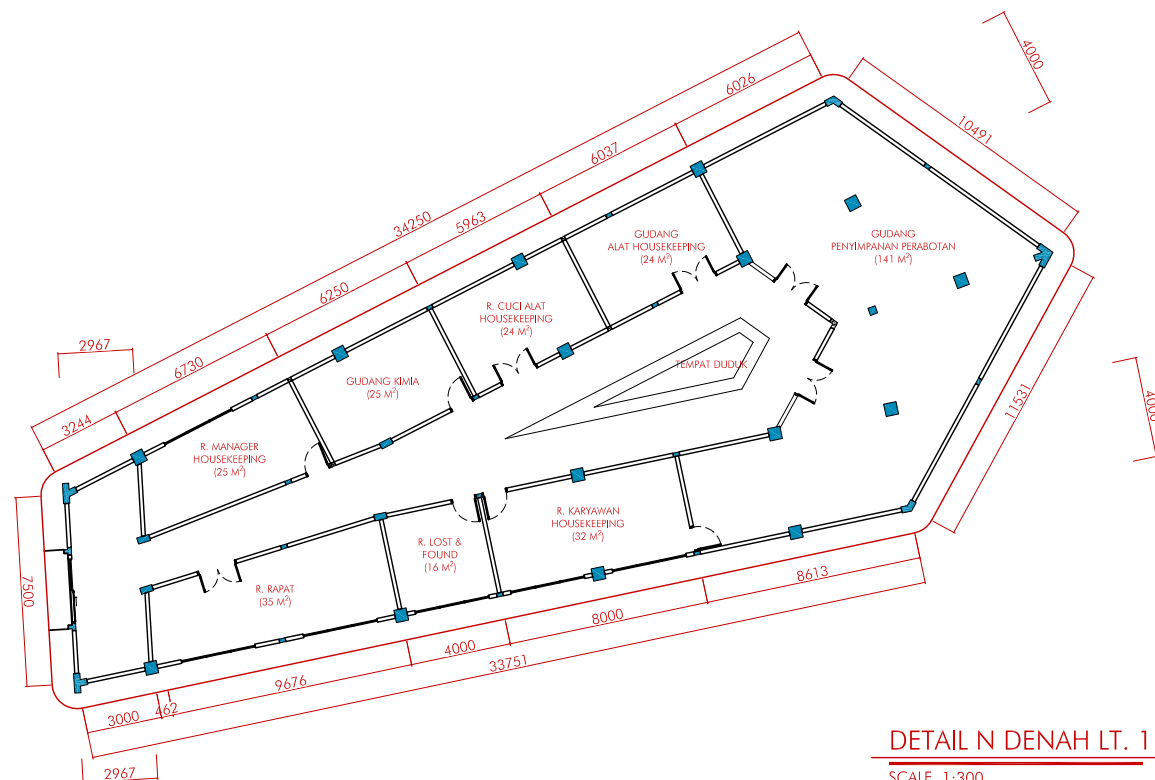 4000
6026
10491
6037
34250
5963
GUDANG
ALAT HOUSEKEEPING
(24 M²)
GUDANG
PENYIMPANAN PERABOTAN
(141 M²)
6250
R. CUCI ALAT
HOUSEKEEPING
(24 M²)
2967
6730
TEMPAT DUDUK
GUDANG KIMIA
(25 M²)
3244
4000
11531
R. MANAGER
HOUSEKEEPING
(25 M²)
R. KARYAWAN
HOUSEKEEPING
(32 M²)
R. LOST &
FOUND
(16 M²)
7500
R. RAPAT
(35 M²)
8613
8000
4000
33751
9676
462
3000
2967
DETAIL N DENAH LT. 1
SCALE 1:300